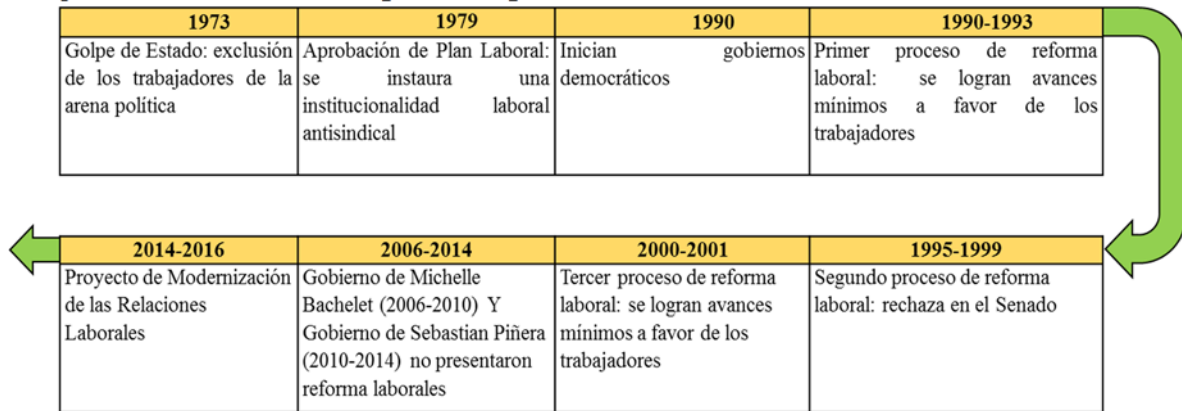 1973
Golpe de Estado: exclusión
de los trabajadores de la
arena política
1979
Aprobación de Plan Laboral:
se instaura una
institucionalidad laboral
antisindical
1990
Inician gobiernos
democráticos
1990-1993
Primer proceso de reforma
laboral: se logran avances
mínimos a favor de los
trabajadores
2014-2016
Proyecto de Modernización
de las Relaciones
Laborales
2006-2014
Gobierno de Michelle
Bachelet (2006-2010) Y
Gobierno de Sebastian Piñera
(2010-2014) no presentaron
reforma laborales
2000-2001
Tercer proceso de reforma
laboral: se logran avances
mínimos a favor de los
trabajadores
1995-1999
Segundo proceso de reforma
laboral: rechaza en el Senado